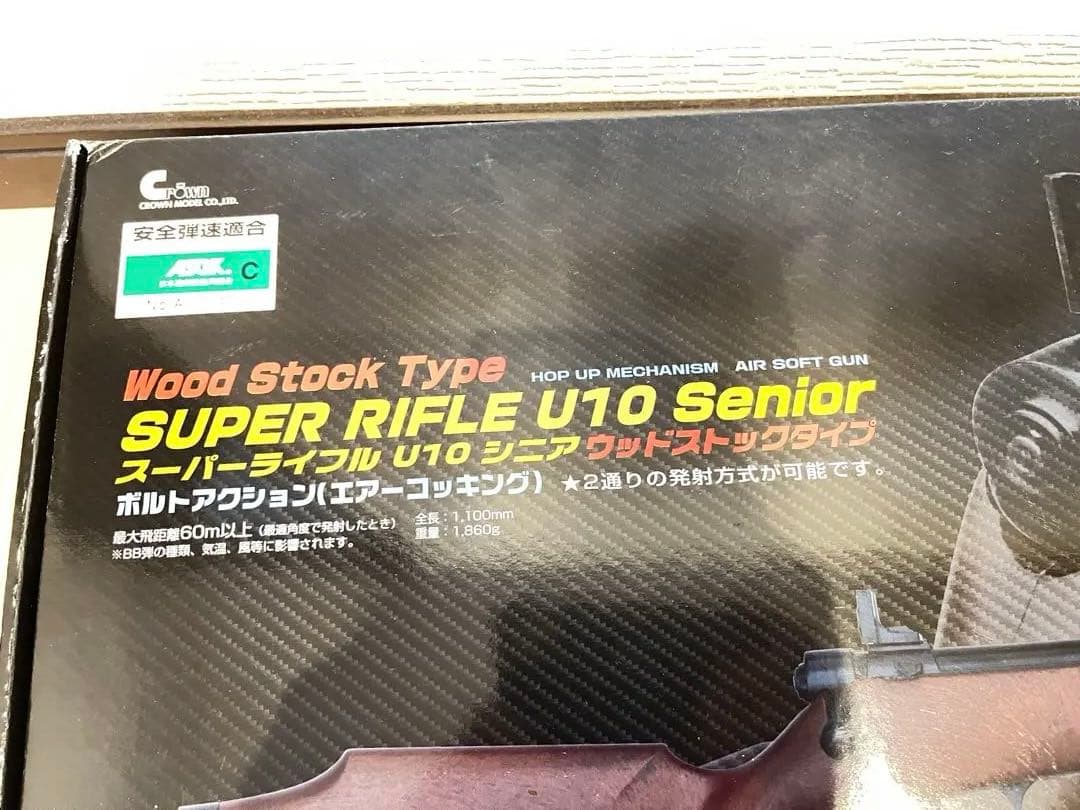 Crown
CROWN MODEL CO.,LTD.
安全弾速適合
ASGK. C
Wood Stock Type HOP UP MECHANISM AIR SOFT GUN
SUPER RIFLE U10 Senior
スーパーライフル U10 シニア ウッドストックタイプ
ボルトアクション(エアーコッキング) ★2通りの発射方式が可能です。
最大飛距離60m以上(最適角度で発射したとき) 全長:1,100mm
※BB弾の種類、気温、風等に影響されます。 重量:1,860g